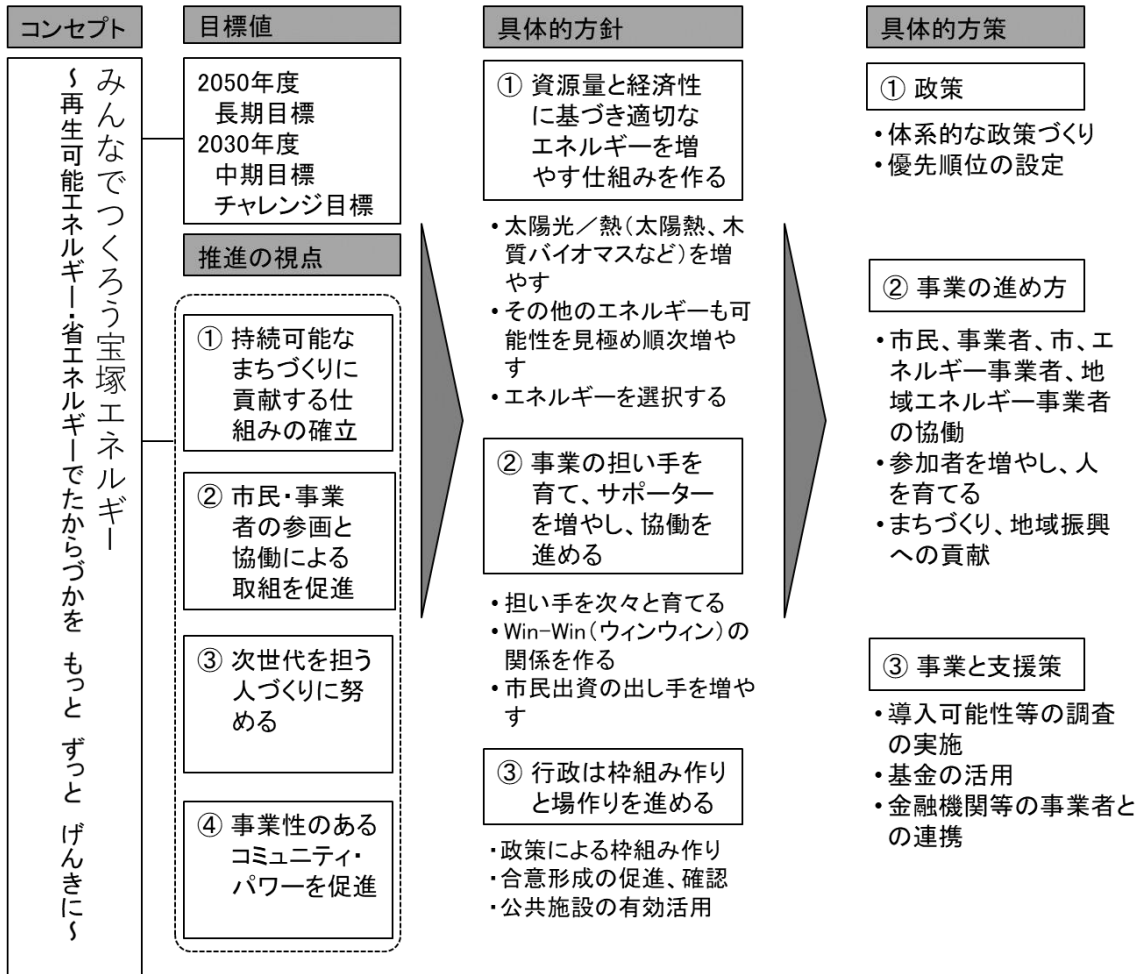 コンセプト
みんなでつくろう宝塚エネルギー
～再生可能エネルギー・省エネルギーでたからづかを もっと ずっと げんきに～
目標値
2050年度
長期目標
2030年度
中期目標
チャレンジ目標
推進の視点
① 持続可能な
まちづくりに
貢献する仕
組みの確立
② 市民・事業
者の参画と
協働による
取組を促進
③ 次世代を担う
人づくりに努
める
④ 事業性のある
コミュニティ・
パワーを促進
具体的方針
① 資源量と経済性
に基づき適切な
エネルギーを増
やす仕組みを作る
・太陽光／熱（太陽熱、木
質バイオマスなど）を増
やす
・その他のエネルギーも可
能性を見極め順次増や
す
・エネルギーを選択する
② 事業の担い手を
育て、サポーター
を増やし、協働を
進める
・担い手を次々と育てる
・Win-Win（ウィンウィン）の
関係を作る
・市民出資の出し手を増や
す
③ 行政は枠組み作り
と場作りを進める
・政策による枠組み作り
・合意形成の促進、確認
・公共施設の有効活用
具体的方策
① 政策
・体系的な政策づくり
・優先順位の設定
② 事業の進め方
・市民、事業者、市、エ
ネルギー事業者、地
域エネルギー事業者
の協働
・参加者を増やし、人
を育てる
・まちづくり、地域振興
への貢献
③ 事業と支援策
・導入可能性等の調査
の実施
・基金の活用
・金融機関等の事業者と
の連携